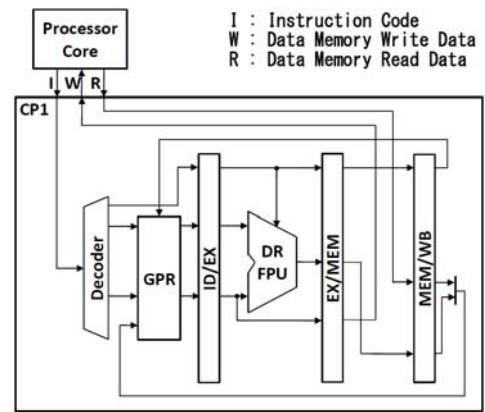 Processor
Core
I : Instruction Code
W : Data Memory Write Data
R : Data Memory Read Data
I W R
CP1
Decoder
GPR
ID/EX
DR
FPU
EX/MEM
MEM/WB